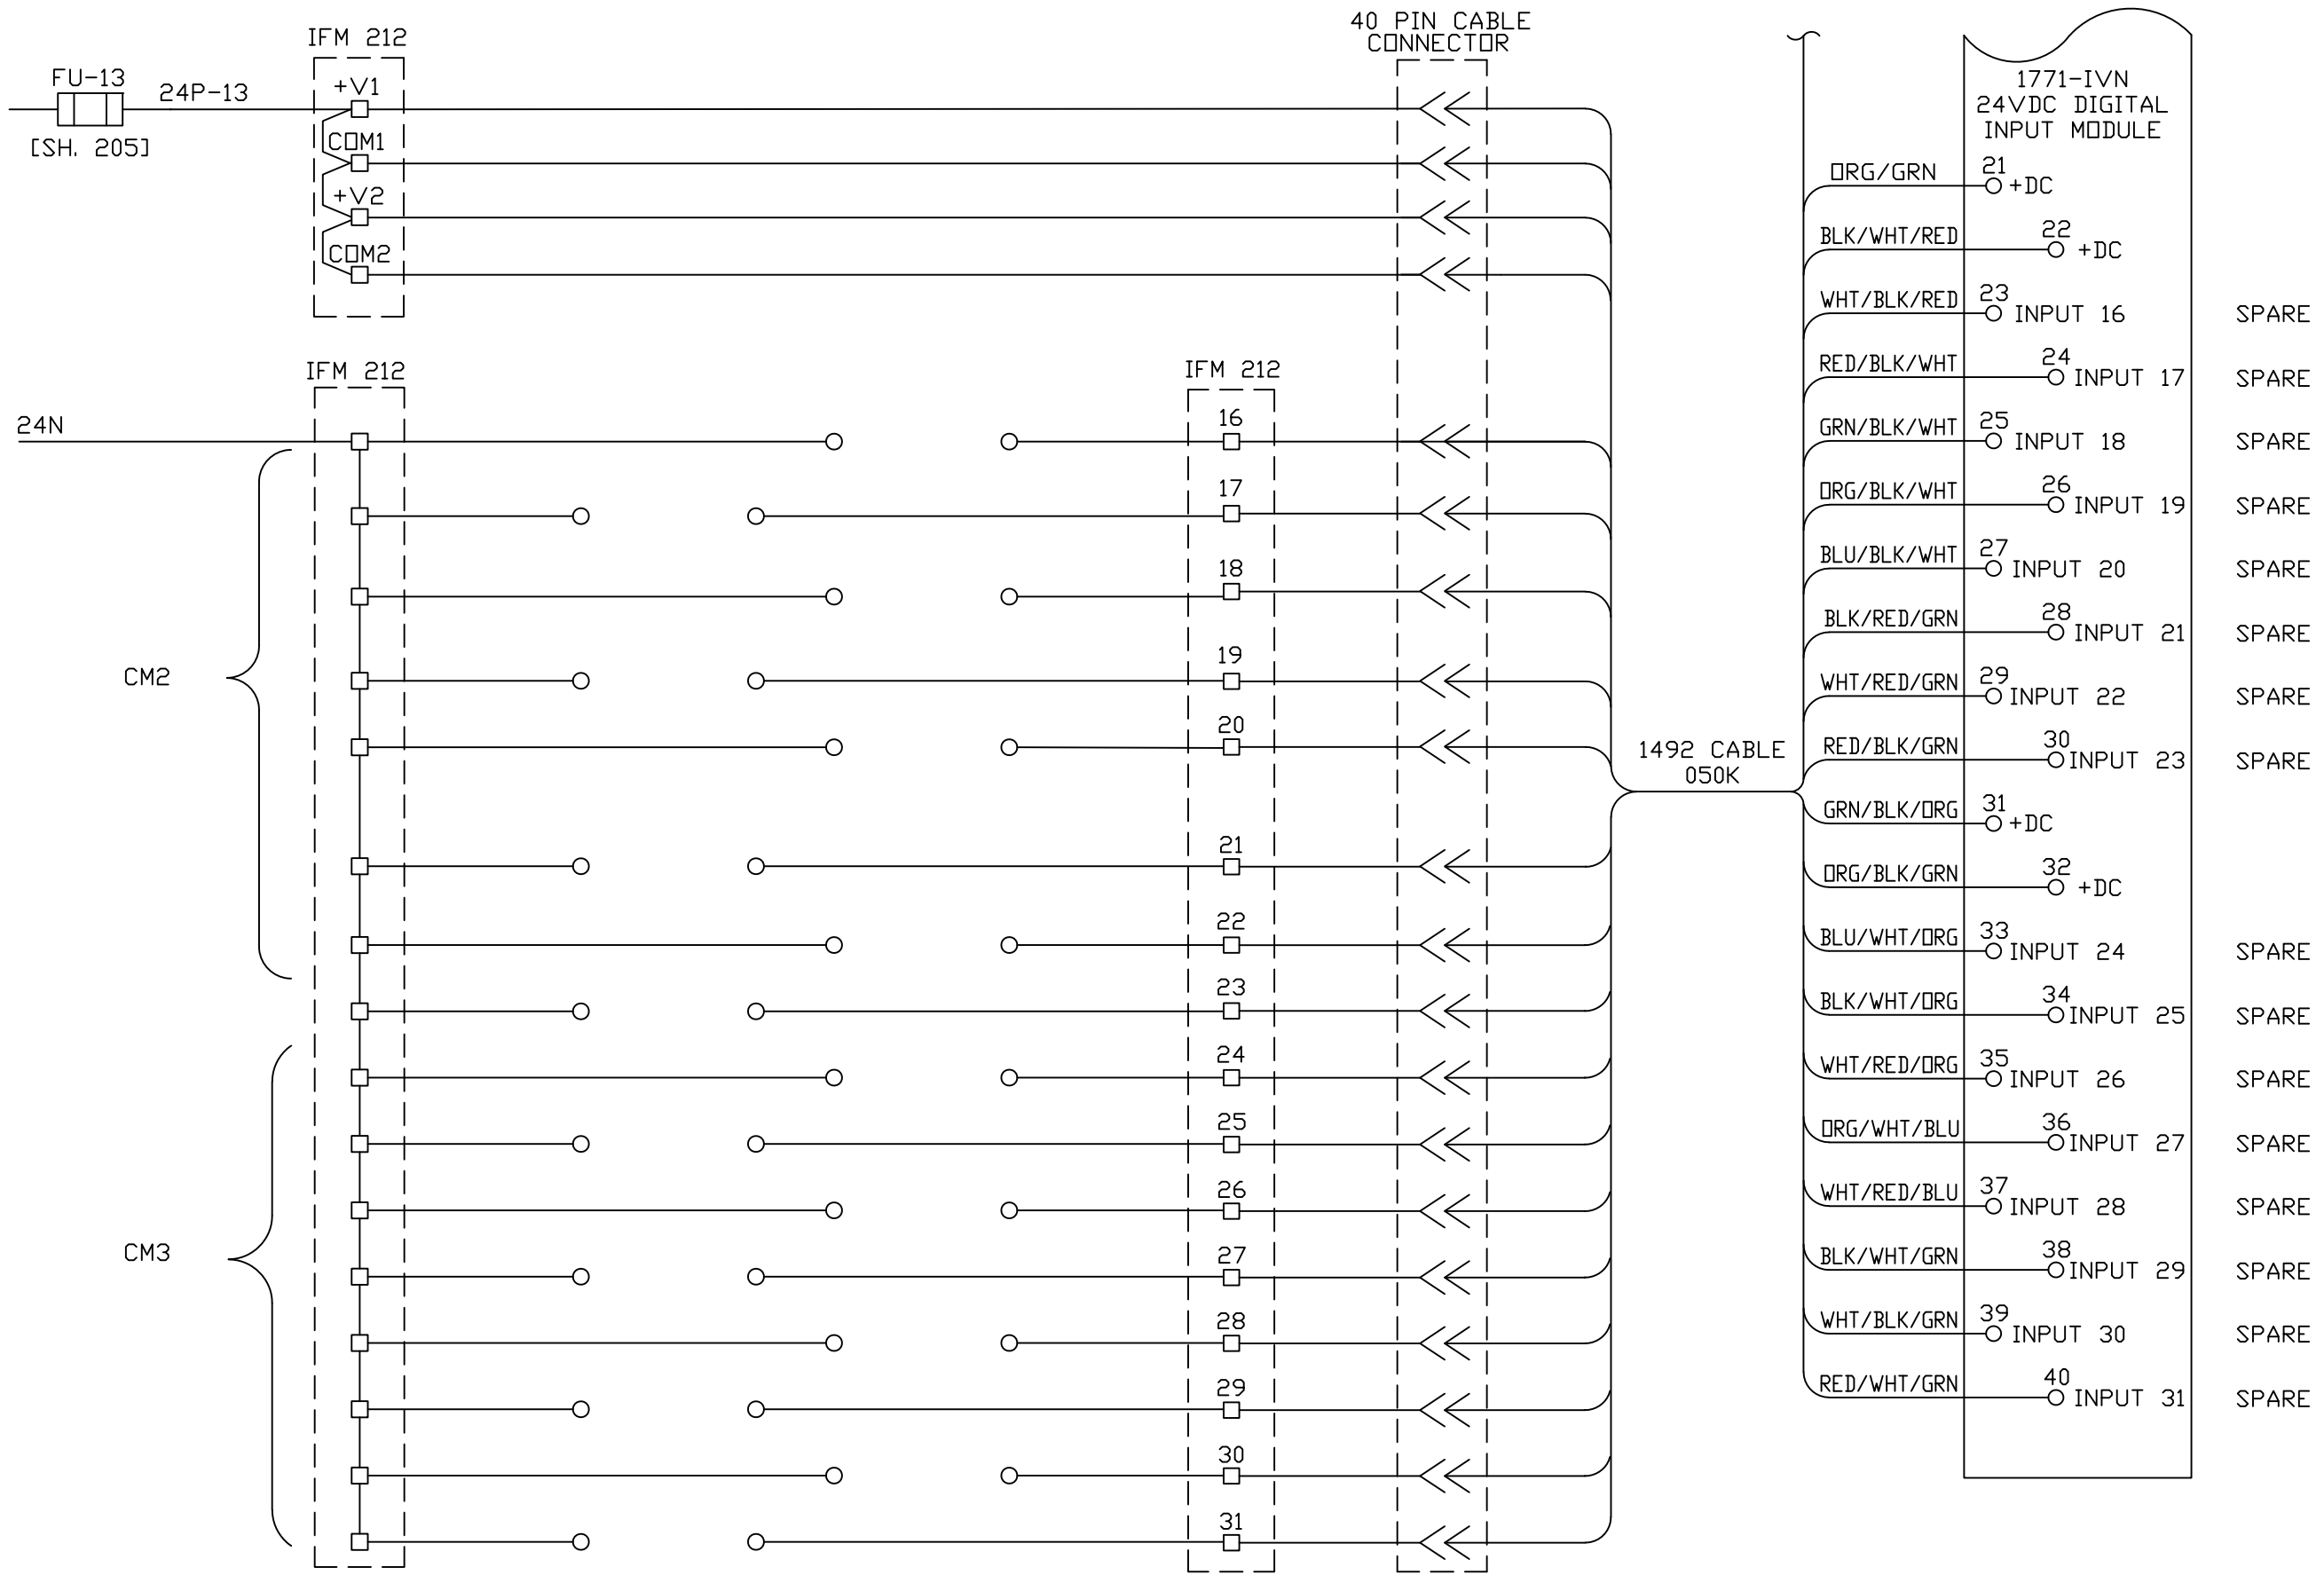 IFM 212
FU-13
24P-13
[SH. 205]
+V1
COM1
+V2
COM2
40 PIN CABLE
CONNECTOR
IFM 212
24N
CM2
CM3
IFM 212
16
17
18
19
20
21
22
23
24
25
26
27
28
29
30
31
1492 CABLE
050K
1771-IVN
24VDC DIGITAL
INPUT MODULE
ORG/GRN 21 +DC
BLK/WHT/RED 22 +DC
WHT/BLK/RED 23 INPUT 16 SPARE
RED/BLK/WHT 24 INPUT 17 SPARE
GRN/BLK/WHT 25 INPUT 18 SPARE
ORG/BLK/WHT 26 INPUT 19 SPARE
BLU/BLK/WHT 27 INPUT 20 SPARE
BLK/RED/GRN 28 INPUT 21 SPARE
WHT/RED/GRN 29 INPUT 22 SPARE
RED/BLK/GRN 30 INPUT 23 SPARE
GRN/BLK/ORG 31 +DC
ORG/BLK/GRN 32 +DC
BLU/WHT/ORG 33 INPUT 24 SPARE
BLK/WHT/ORG 34 INPUT 25 SPARE
WHT/RED/ORG 35 INPUT 26 SPARE
ORG/WHT/BLU 36 INPUT 27 SPARE
WHT/RED/BLU 37 INPUT 28 SPARE
BLK/WHT/GRN 38 INPUT 29 SPARE
WHT/BLK/GRN 39 INPUT 30 SPARE
RED/WHT/GRN 40 INPUT 31 SPARE